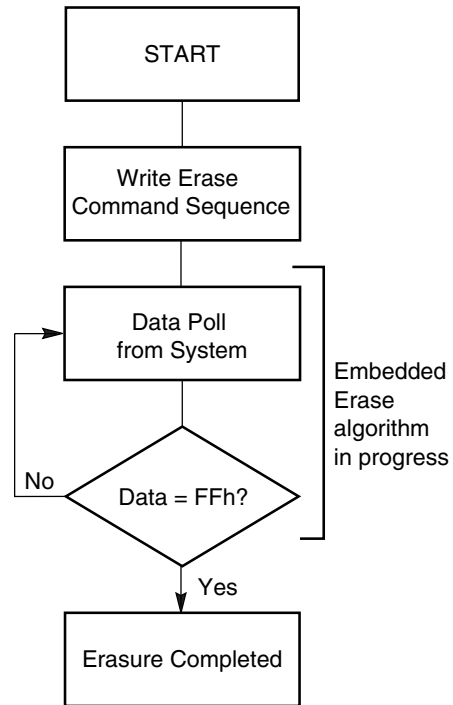 START
Write Erase
Command Sequence
Data Poll
from System
Embedded
Erase
algorithm
in progress
No
Data = FFh?
Yes
Erasure Completed